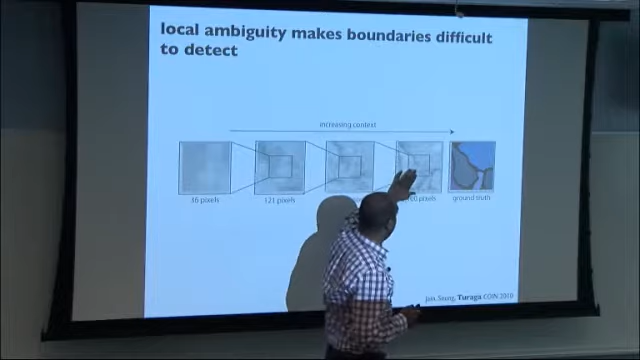 local ambiguity makes boundaries difficult
to detect
increasing context
36 pixels
121 pixels
pixels
ground truth
Jain, Seung, Turaga COIN 2010